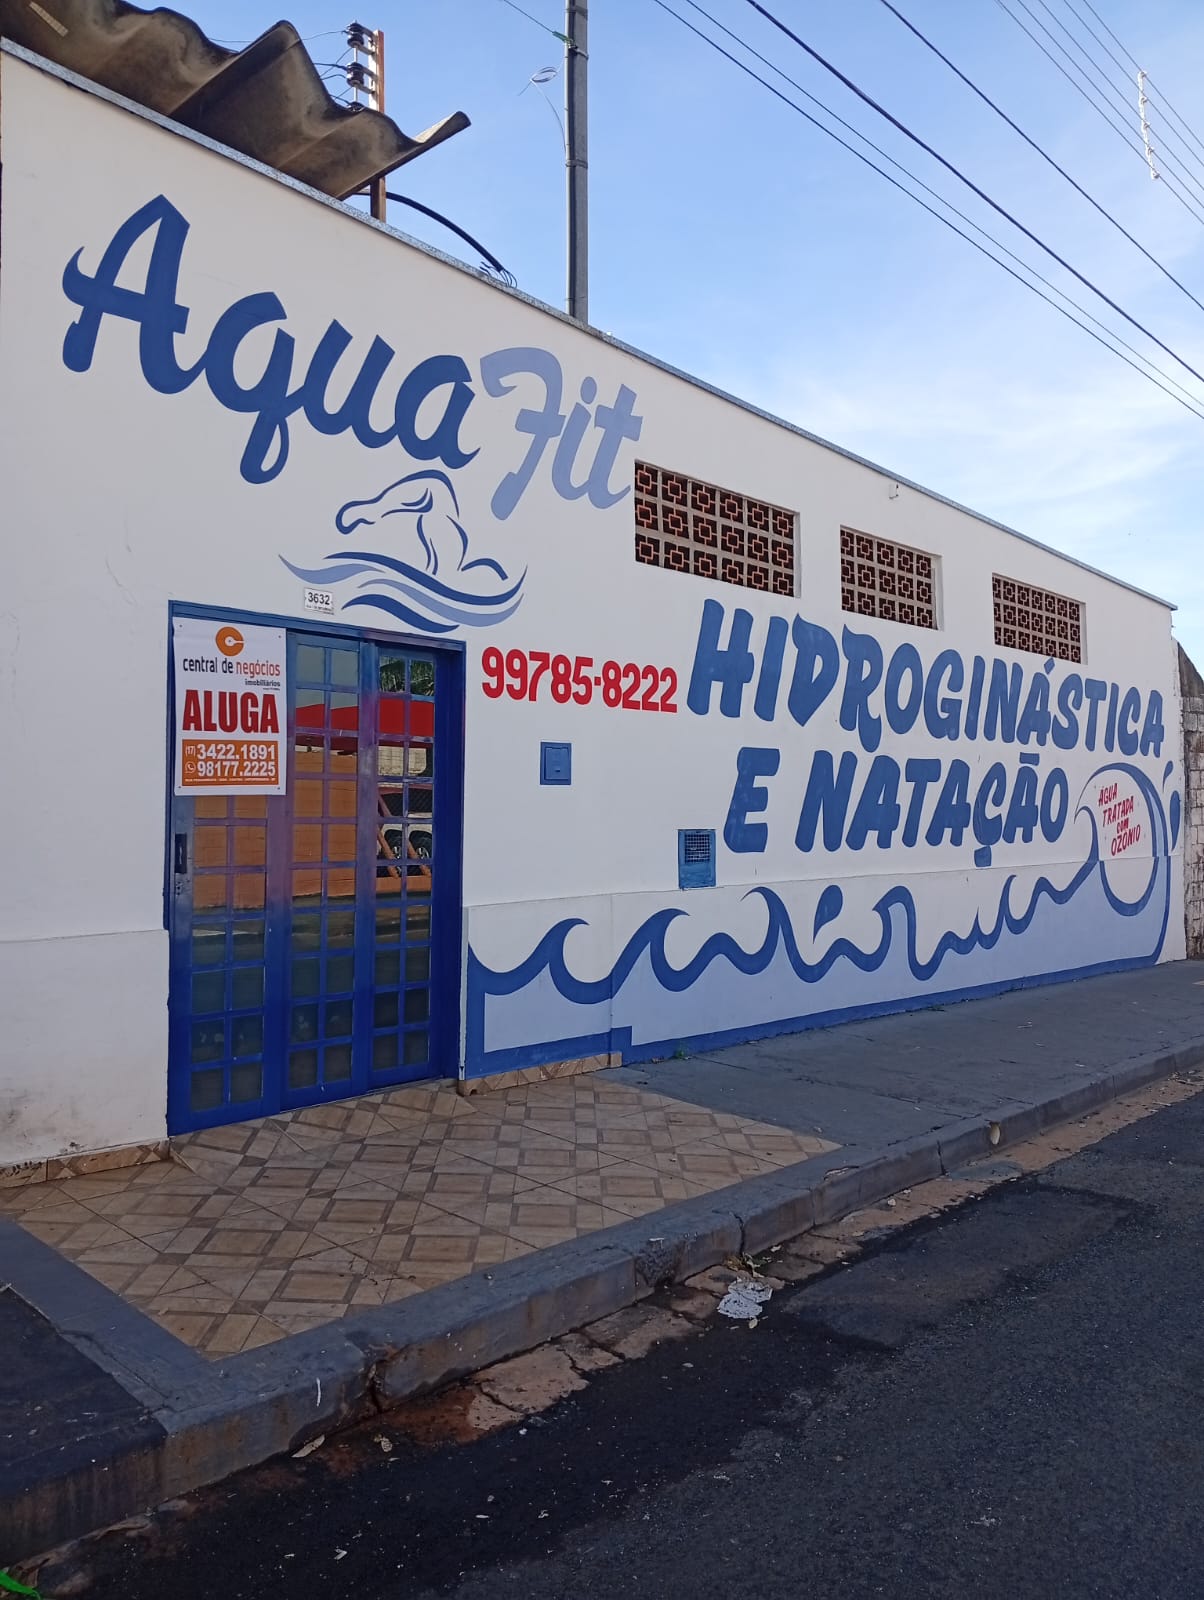 Aqua Fit
3632
central de negócios
imobiliários
ALUGA
(17) 3422.1891
98177.2225
99785-8222
HIDROGINÁSTICA
E NATAÇÃO
ÁGUA
TRATADA
COM
OZÔNIO